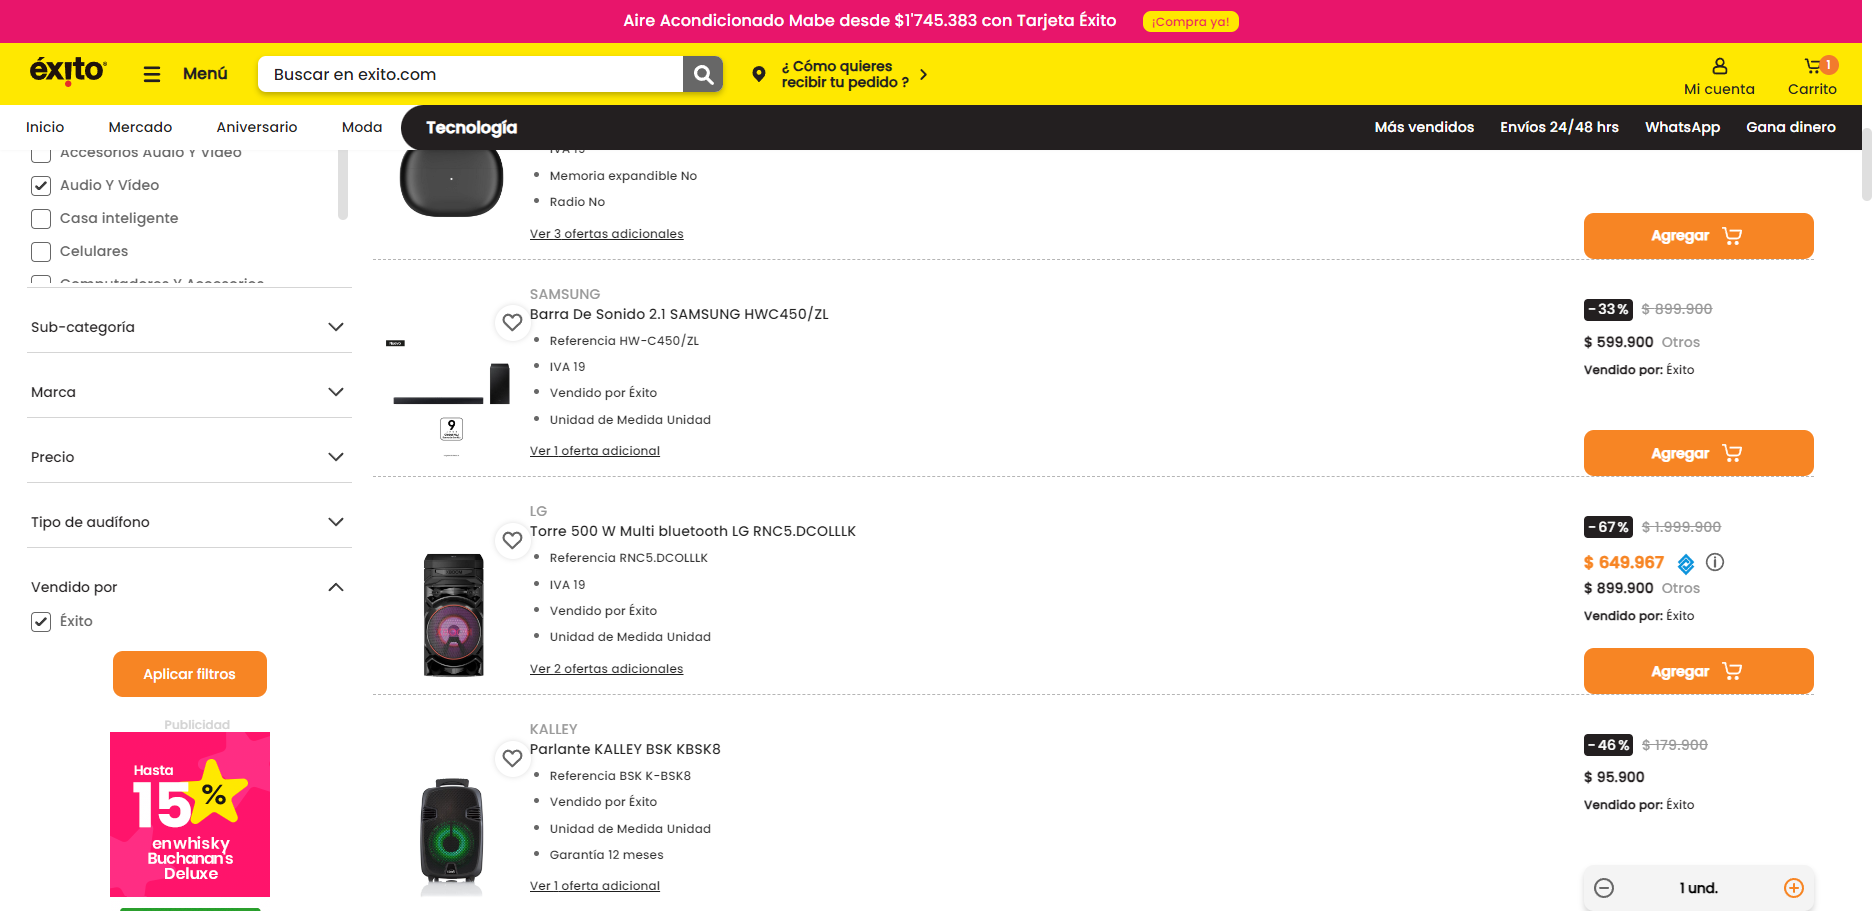 Aire Acondicionado Mabe desde $1'745.383 con Tarjeta Éxito
¡Compra ya!
éxito
Menú
Buscar en exito.com
¿ Cómo quieres
recibir tu pedido ?
Mi cuenta
1
Carrito
Inicio
Mercado
Aniversario
Moda
Tecnología
Más vendidos
Envíos 24/48 hrs
WhatsApp
Gana dinero
Accesorios Audio Y Video
Audio Y Vídeo
Casa inteligente
Celulares
Computadores Y Accesorios
Sub-categoría
Marca
Precio
Tipo de audífono
Vendido por
Éxito
Aplicar filtros
Publicidad
Hasta
15%
en whisky
Buchanan's
Deluxe
IVA 19
Memoria expandible No
Radio No
Ver 3 ofertas adicionales
Agregar
SAMSUNG
Barra De Sonido 2.1 SAMSUNG HWC450/ZL
Referencia HW-C450/ZL
IVA 19
Vendido por Éxito
Unidad de Medida Unidad
Ver 1 oferta adicional
9
-33% $ 899.900
$ 599.900 Otros
Vendido por: Éxito
Agregar
LG
Torre 500 W Multi bluetooth LG RNC5.DCOLLLK
Referencia RNC5.DCOLLLK
IVA 19
Vendido por Éxito
Unidad de Medida Unidad
Ver 2 ofertas adicionales
-67% $ 1.999.900
$ 649.967
$ 899.900 Otros
Vendido por: Éxito
Agregar
KALLEY
Parlante KALLEY BSK KBSK8
Referencia BSK K-BSK8
Vendido por Éxito
Unidad de Medida Unidad
Garantía 12 meses
Ver 1 oferta adicional
-46% $ 179.900
$ 95.900
Vendido por: Éxito
1 und.